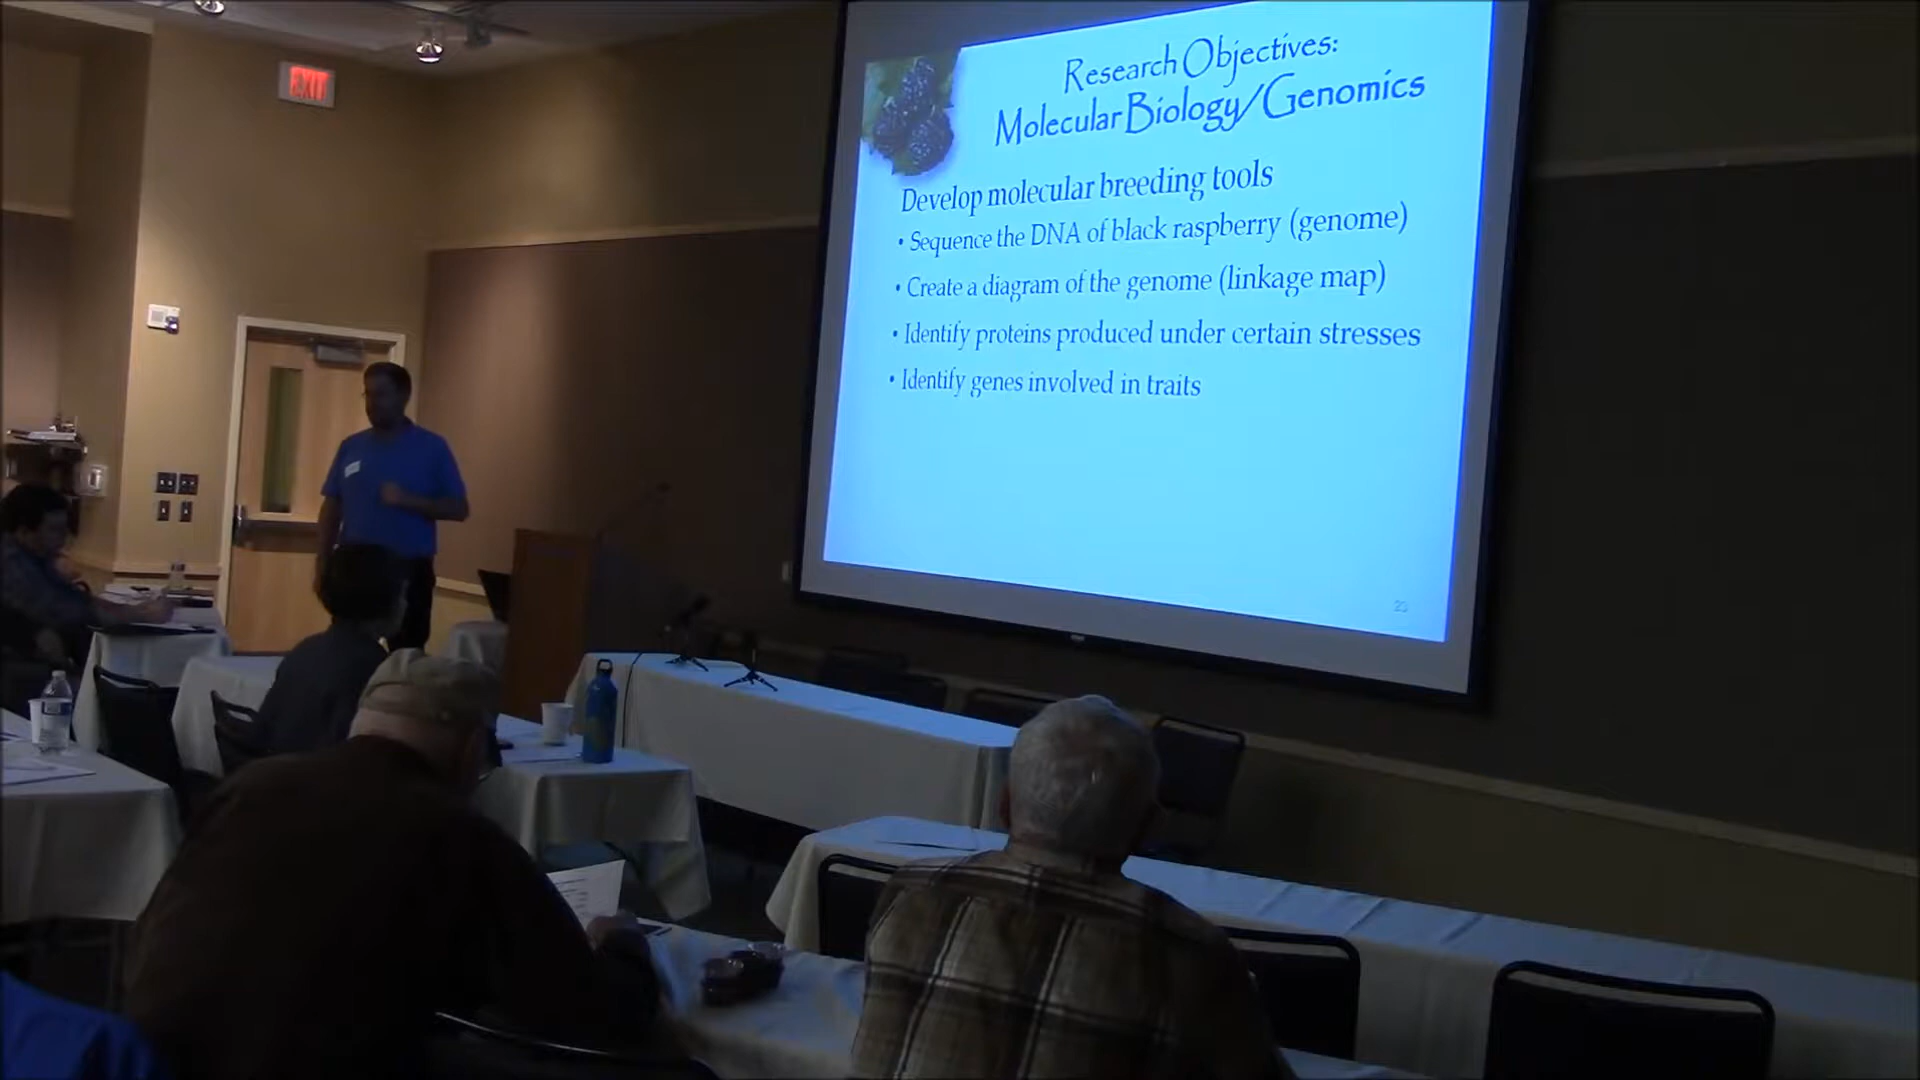 EXIT
Research Objectives:
Molecular Biology/Genomics
Develop molecular breeding tools
• Sequence the DNA of black raspberry (genome)
• Create a diagram of the genome (linkage map)
• Identify proteins produced under certain stresses
• Identify genes involved in traits
23